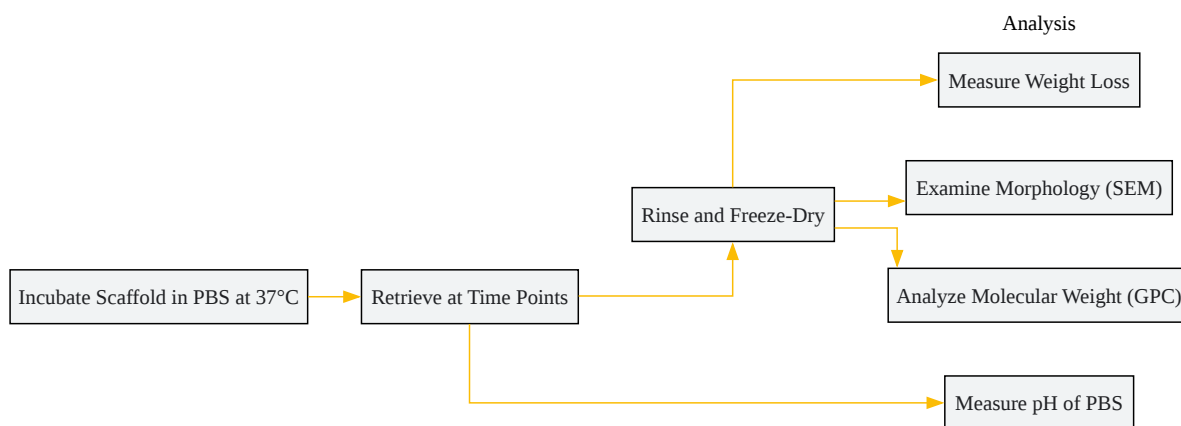 Analysis
Measure Weight Loss
Examine Morphology (SEM)
Rinse and Freeze-Dry
Incubate Scaffold in PBS at 37°C
Retrieve at Time Points
Analyze Molecular Weight (GPC)
Measure pH of PBS